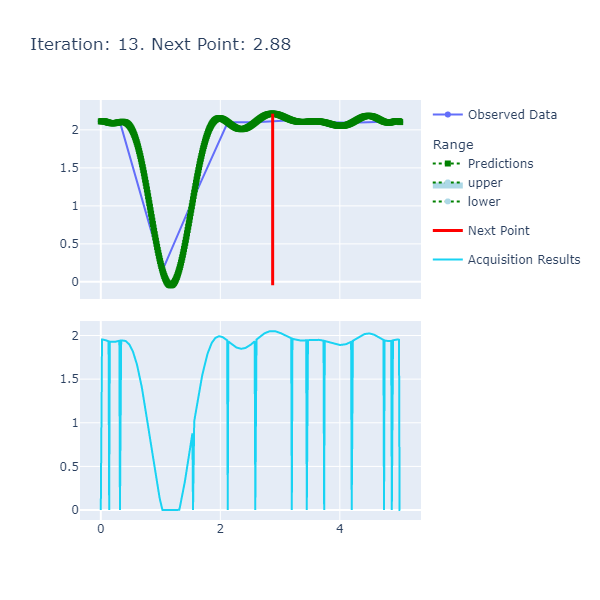 Iteration: 13. Next Point: 2.88
2
1.5
1
0.5
0
Observed Data
Range
Predictions
upper
lower
Next Point
Acquisition Results
2
1.5
1
0.5
0
0
2
4